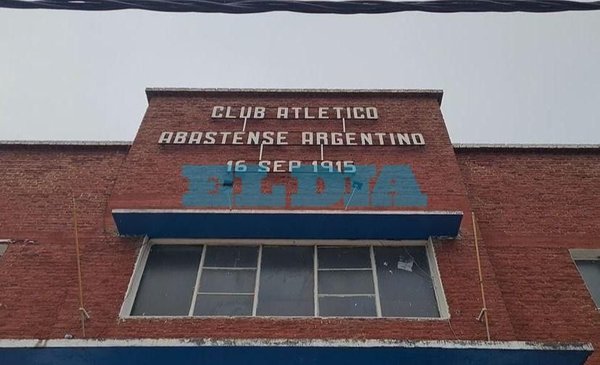 CLUB ATLETICO
ABASTENSE ARGENTINO
16 SEP 1915
EL DIA